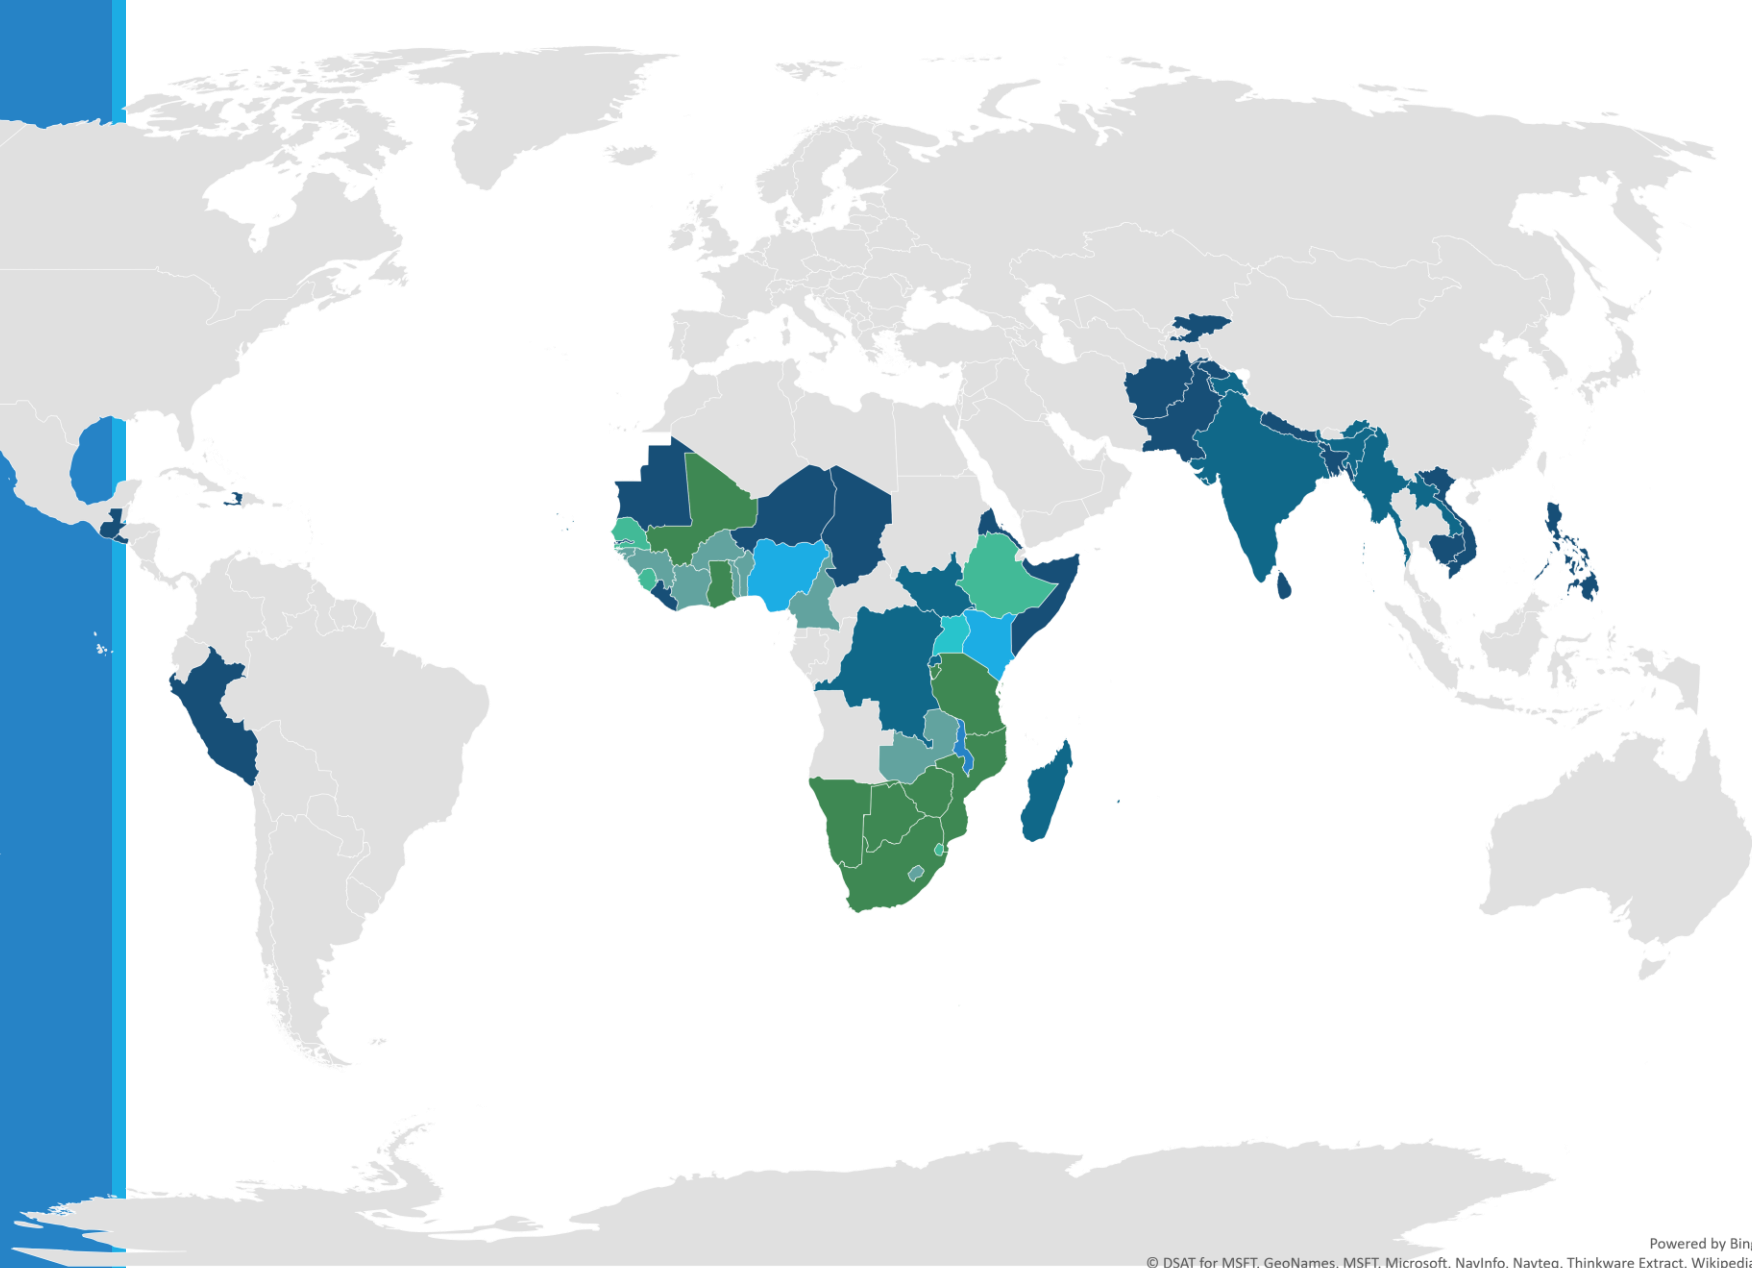 Powered by Bing
© DSAT for MSFT, GeoNames, MSFT, Microsoft, NavInfo, Navteq, Thinkware Extract, Wikipedia